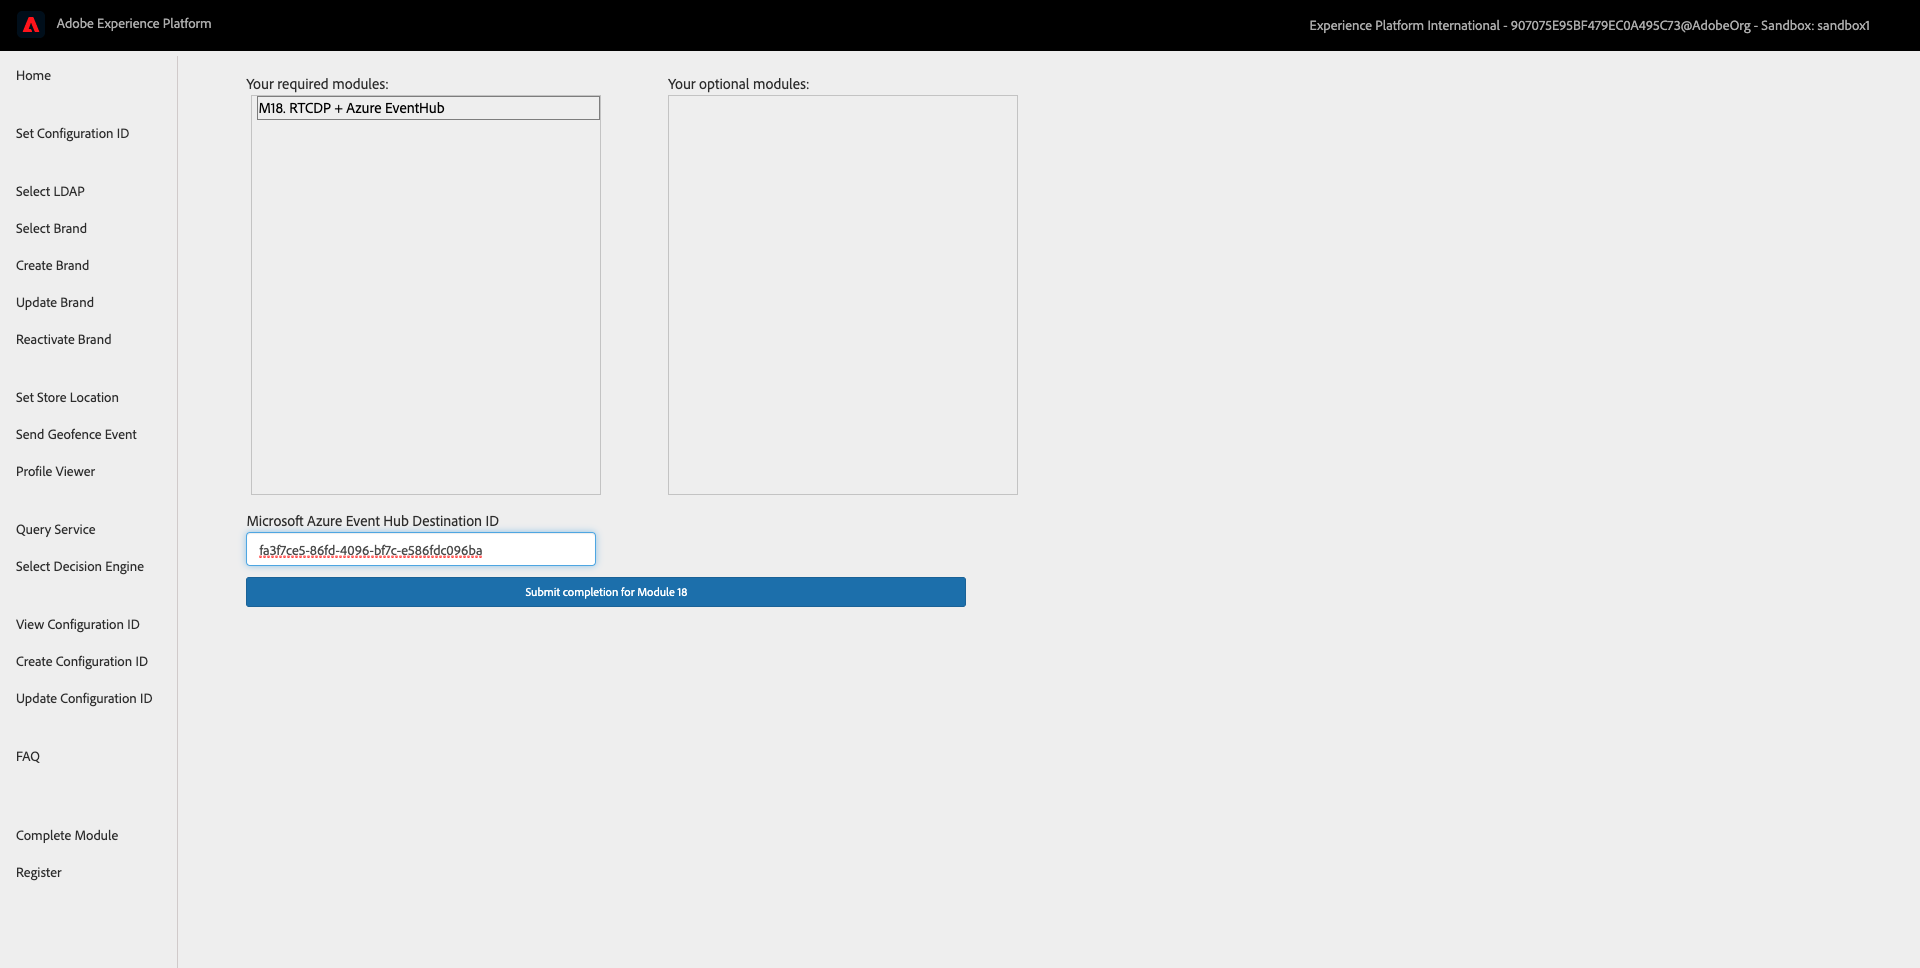 Adobe Experience Platform
Experience Platform International - 907075E95BF479EC0A495C73@AdobeOrg - Sandbox: sandbox1
Home
Set Configuration ID
Select LDAP
Select Brand
Create Brand
Update Brand
Reactivate Brand
Set Store Location
Send Geofence Event
Profile Viewer
Query Service
Select Decision Engine
View Configuration ID
Create Configuration ID
Update Configuration ID
FAQ
Complete Module
Register
Your required modules:
M18. RTCDP + Azure EventHub
Your optional modules:
Microsoft Azure Event Hub Destination ID
fa3f7ce5-86fd-4096-bf7c-e586fdc096ba
Submit completion for Module 18